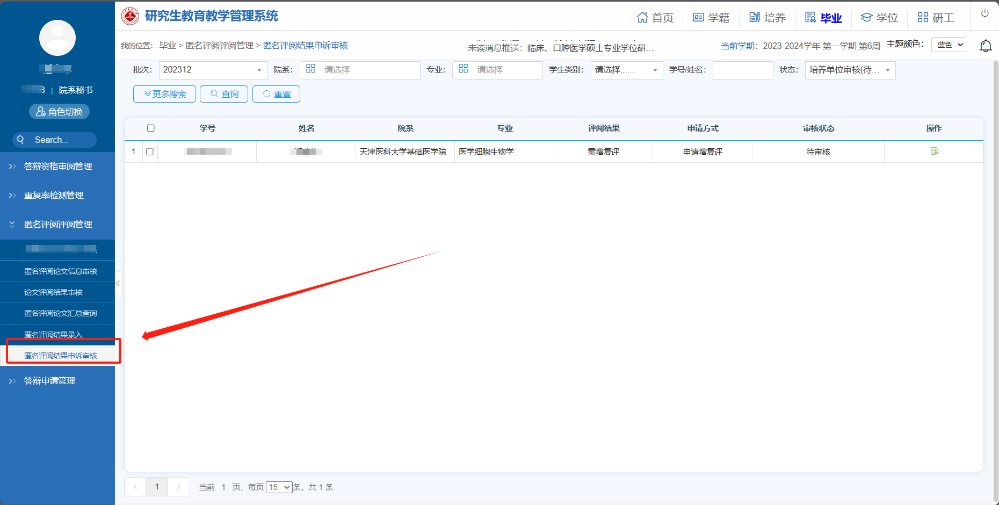 研究生教育教学管理系统
首页
学籍
培养
毕业
学位
研工
我的位置： 毕业 > 匿名评阅评阅管理 > 匿名评阅结果申诉审核
未读消息推送：临床、口腔医学硕士专业学位研...
当前学期：2023-2024学年 第一学期 第6周
主题颜色：
蓝色
8 | 院系秘书
角色切换
Search...
答辩资格审阅管理
重复率检测管理
匿名评阅评阅管理
匿名评阅论文信息审核
论文评阅结果审核
匿名评阅论文汇总查询
匿名评阅结果录入
匿名评阅结果申诉审核
答辩申请管理
批次： 202312 院系： 请选择 专业： 请选择 学生类别： 请选择...... 学号/姓名： 状态： 培养单位审核(待...
更多搜索 查询 重置
学号 姓名 院系 专业 评阅结果 申请方式 审核状态 操作
1 天津医科大学基础医学院 医学细胞生物学 需增复评 申请增复评 待审核
< 1 > 当前 1 页，每页 15 条，共 1 条